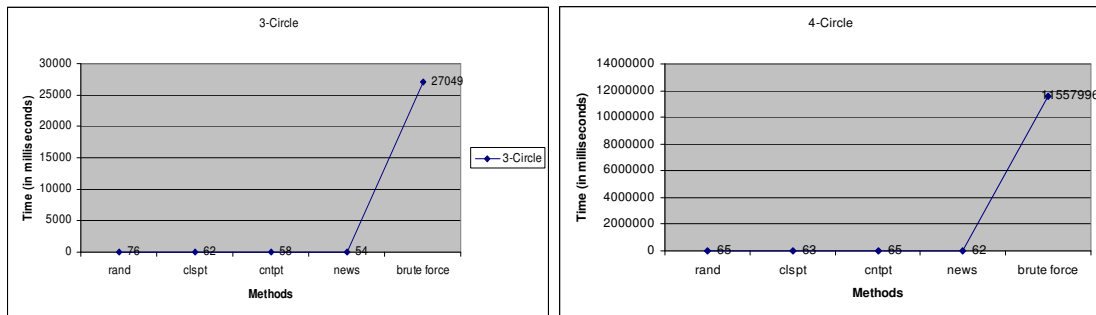 3-Circle
30000
25000
20000
15000
10000
5000
0
Time (in milliseconds)
76
62
58
54
27049
rand
clspt
cntpt
news
brute force
Methods
3-Circle
4-Circle
14000000
12000000
10000000
8000000
6000000
4000000
2000000
0
Time (in milliseconds)
65
63
65
62
11557996
rand
clspt
cntpt
news
brute force
Methods